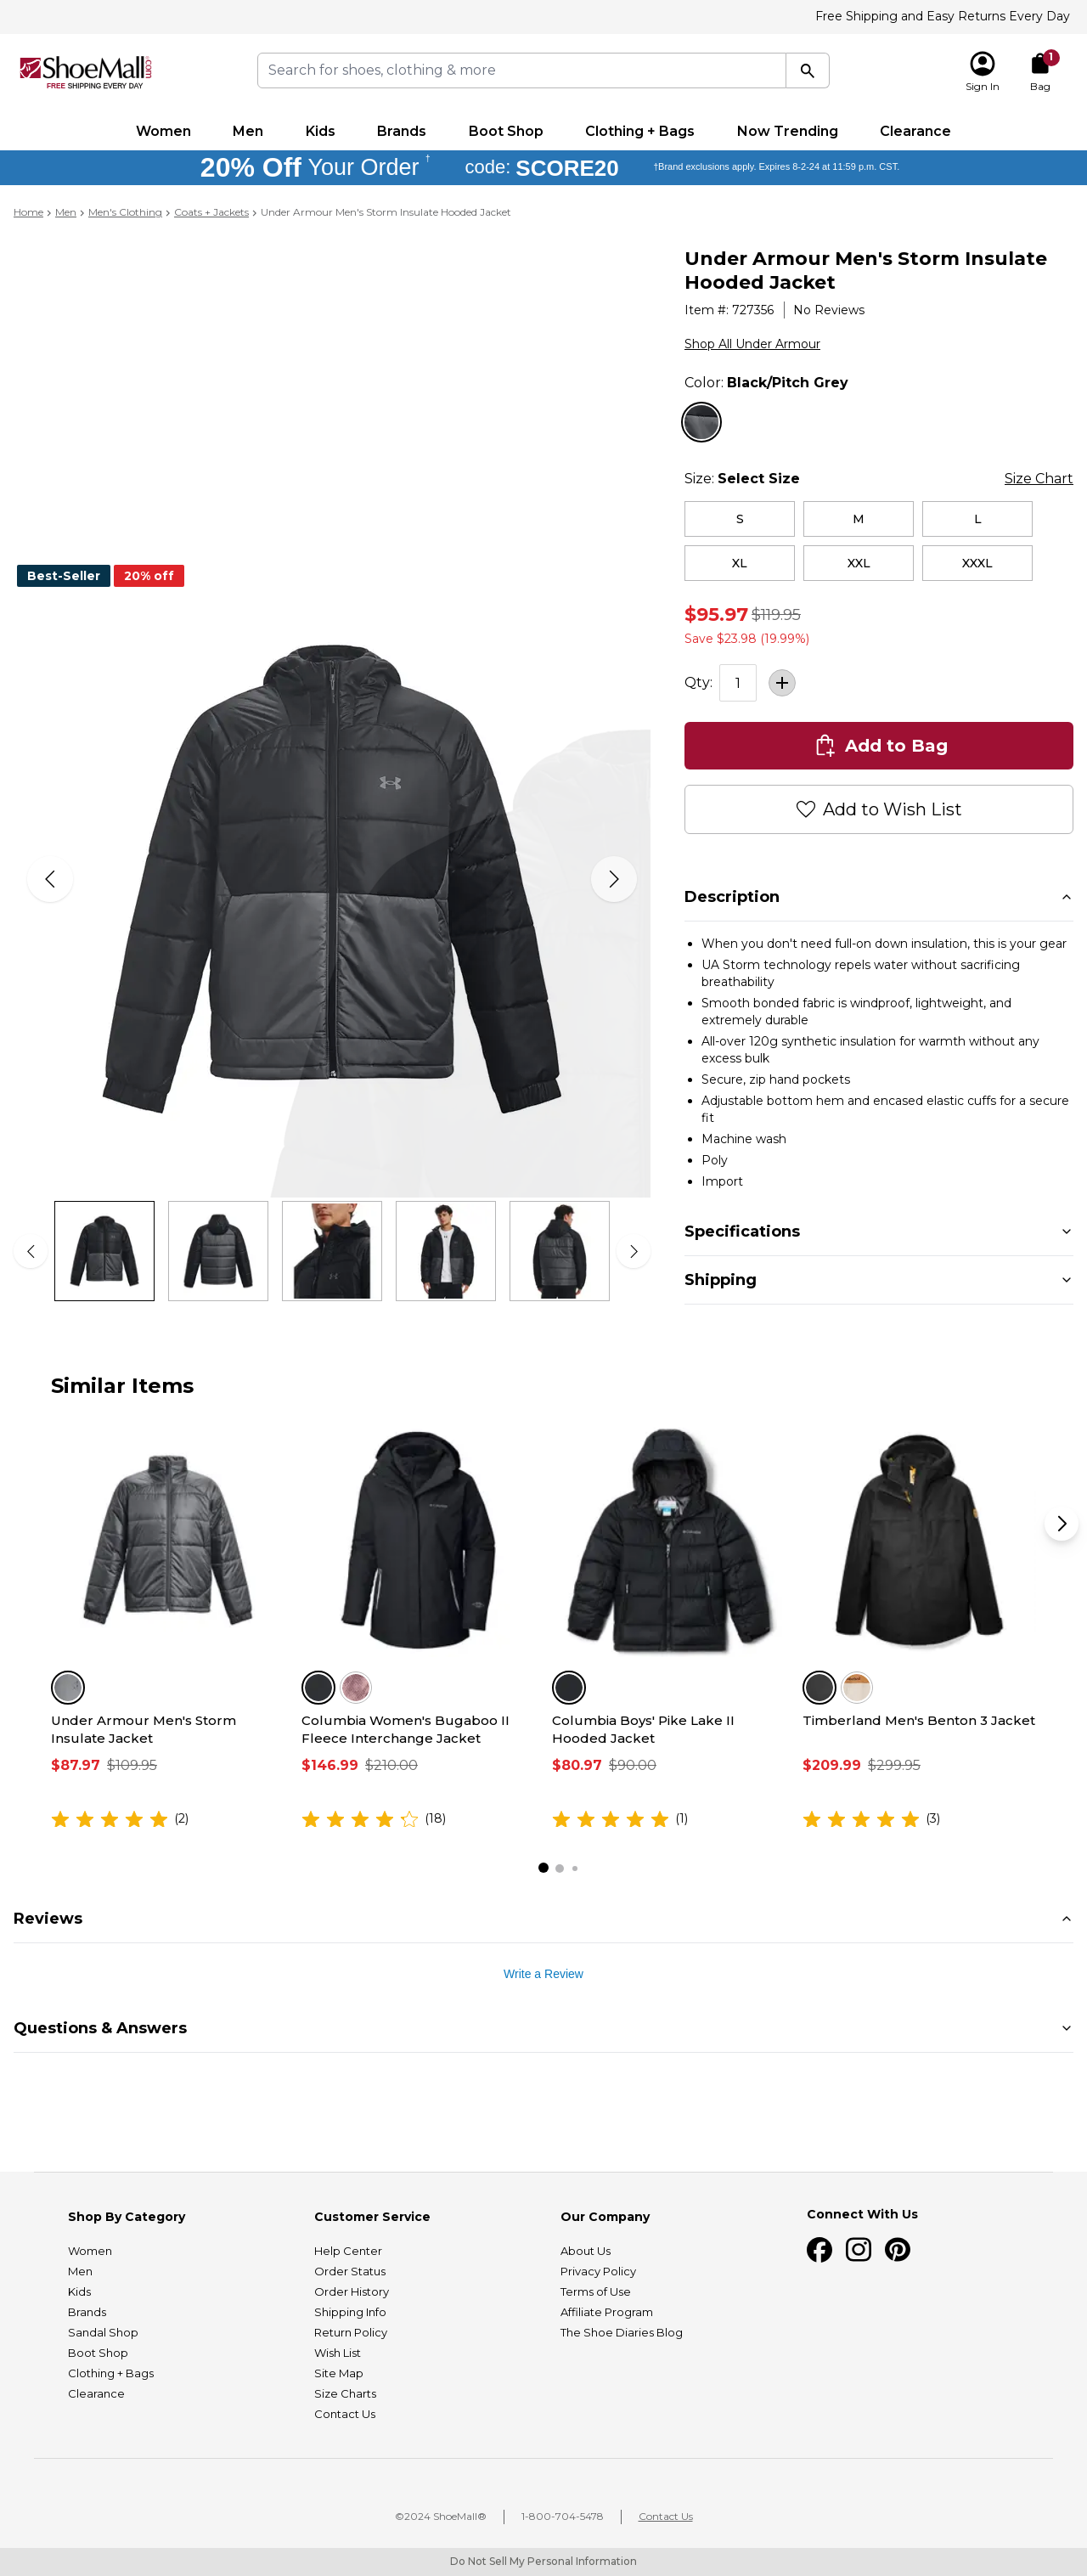 Free Shipping and Easy Returns Every Day
ShoeMall.com
FREE SHIPPING EVERY DAY
Search for shoes, clothing & more
Sign In
1
Bag
Women Men Kids Brands Boot Shop Clothing + Bags Now Trending Clearance
20% Off Your Order † code: SCORE20 †Brand exclusions apply. Expires 8-2-24 at 11:59 p.m. CST.
Home > Men > Men's Clothing > Coats + Jackets > Under Armour Men's Storm Insulate Hooded Jacket
Best-Seller
20% off
Under Armour Men's Storm Insulate
Hooded Jacket
Item #: 727356 | No Reviews
Shop All Under Armour
Color: Black/Pitch Grey
Size: Select Size
Size Chart
S M L
XL XXL XXXL
$95.97 $119.95
Save $23.98 (19.99%)
Qty: 1 +
Add to Bag
Add to Wish List
Description
• When you don't need full-on down insulation, this is your gear
• UA Storm technology repels water without sacrificing
breathability
• Smooth bonded fabric is windproof, lightweight, and
extremely durable
• All-over 120g synthetic insulation for warmth without any
excess bulk
• Secure, zip hand pockets
• Adjustable bottom hem and encased elastic cuffs for a secure
fit
• Machine wash
• Poly
• Import
Specifications
Shipping
Similar Items
Under Armour Men's Storm
Insulate Jacket
$87.97 $109.95
(2)
Columbia Women's Bugaboo II
Fleece Interchange Jacket
$146.99 $210.00
(18)
Columbia Boys' Pike Lake II
Hooded Jacket
$80.97 $90.00
(1)
Timberland Men's Benton 3 Jacket
$209.99 $299.95
(3)
Reviews
Write a Review
Questions & Answers
Shop By Category
Women
Men
Kids
Brands
Sandal Shop
Boot Shop
Clothing + Bags
Clearance
Customer Service
Help Center
Order Status
Order History
Shipping Info
Return Policy
Wish List
Site Map
Size Charts
Contact Us
Our Company
About Us
Privacy Policy
Terms of Use
Affiliate Program
The Shoe Diaries Blog
Connect With Us
©2024 ShoeMall® | 1-800-704-5478 | Contact Us
Do Not Sell My Personal Information